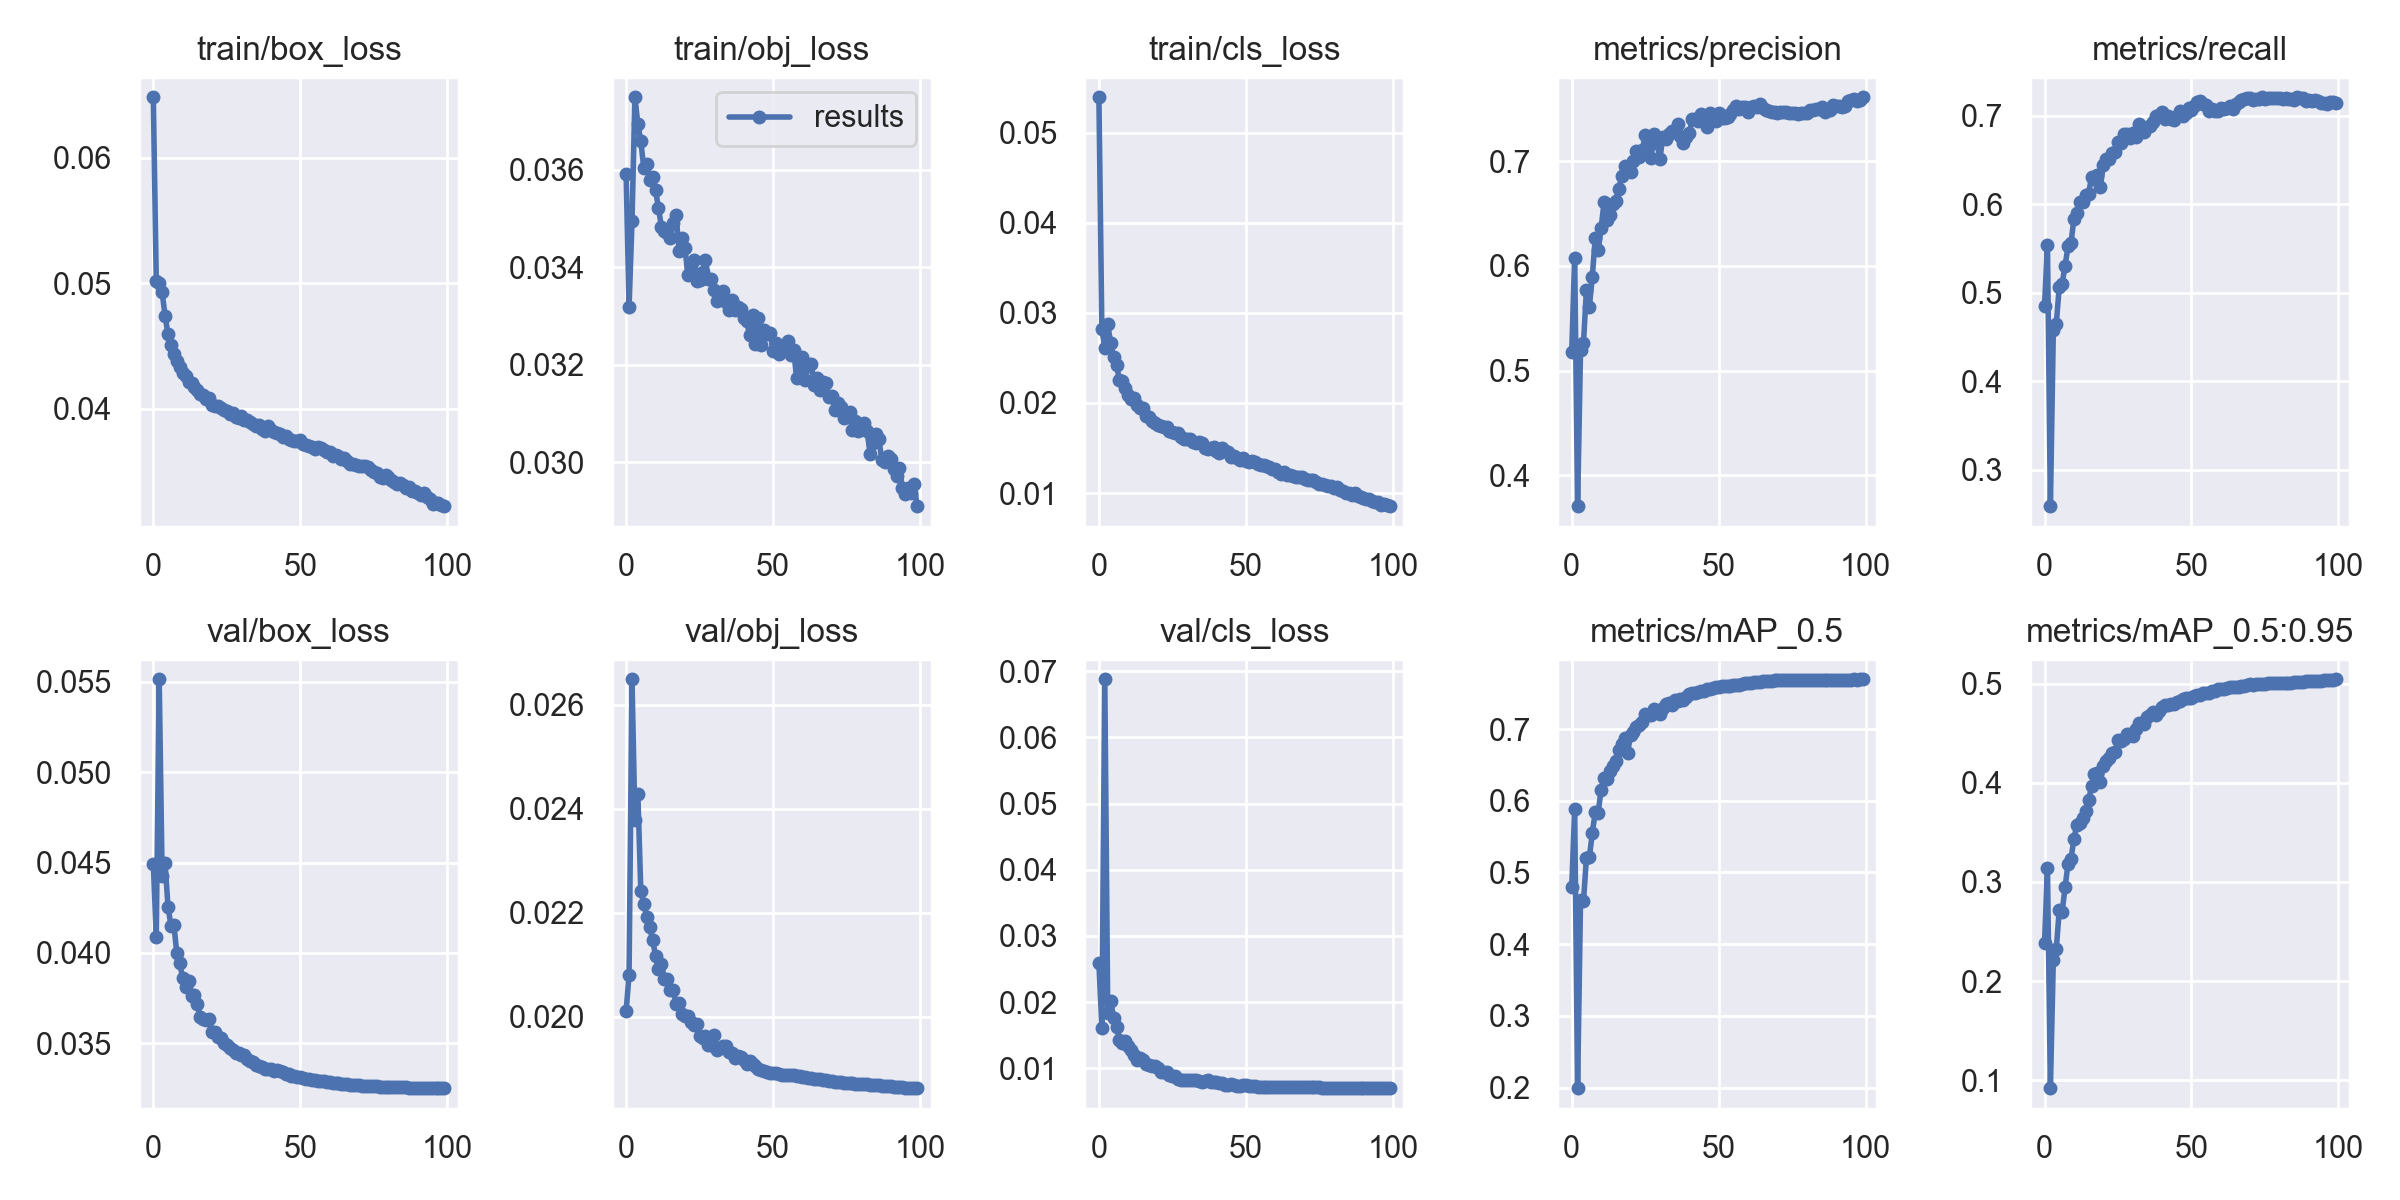 train/box_loss
train/obj_loss
train/cls_loss
metrics/precision
metrics/recall
0.06
0.05
0.04
0 50 100
results
0.036
0.034
0.032
0.030
0 50 100
0.05
0.04
0.03
0.02
0.01
0 50 100
0.7
0.6
0.5
0.4
0 50 100
0.7
0.6
0.5
0.4
0.3
0 50 100
val/box_loss
val/obj_loss
val/cls_loss
metrics/mAP_0.5
metrics/mAP_0.5:0.95
0.055
0.050
0.045
0.040
0.035
0 50 100
0.026
0.024
0.022
0.020
0 50 100
0.07
0.06
0.05
0.04
0.03
0.02
0.01
0 50 100
0.7
0.6
0.5
0.4
0.3
0.2
0 50 100
0.5
0.4
0.3
0.2
0.1
0 50 100